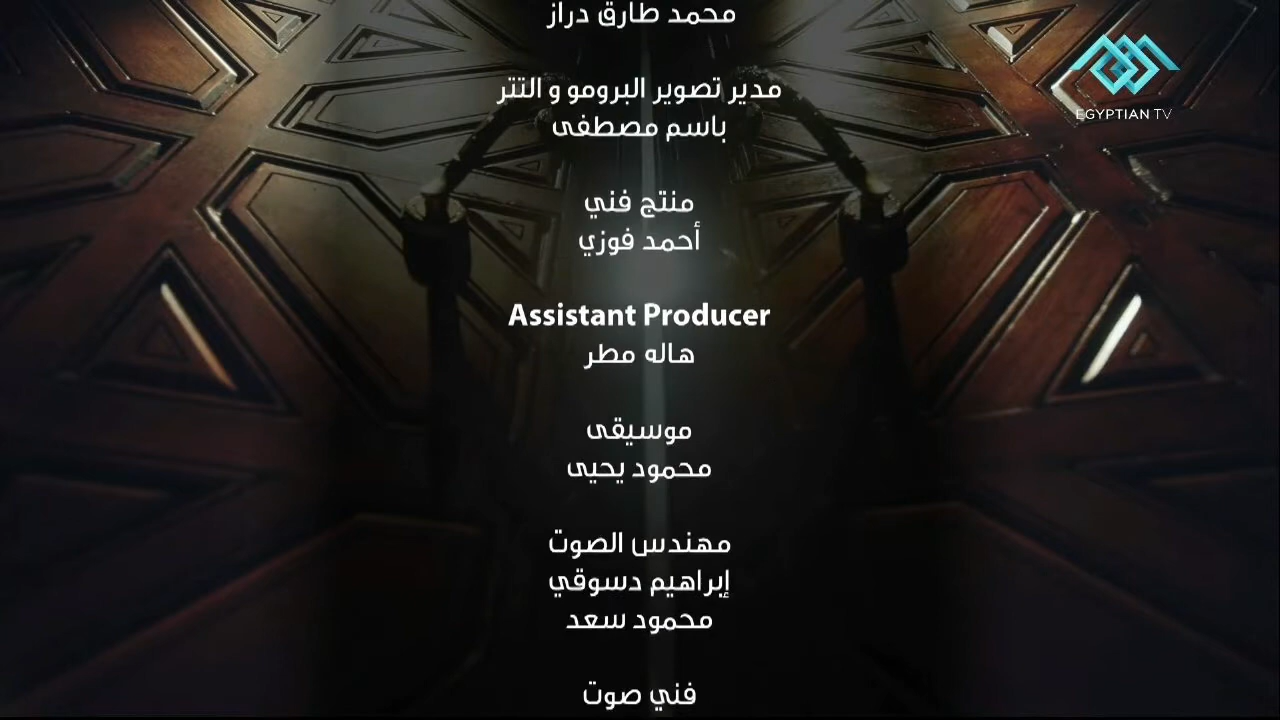 محمد طارق دراز
EGYPTIAN TV
مدير تصوير البرومو و التتر
باسم مصطفى
منتج فني
أحمد فوزي
Assistant Producer
هاله مطر
موسيقى
محمود يحيى
مهندس الصوت
إبراهيم دسوقي
محمود سعد
فني صوت